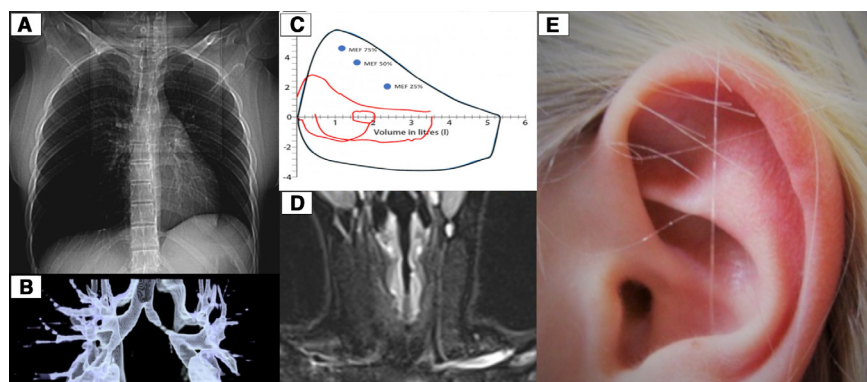 A
B
C
4
2
0
-2
-4
MEF 75%
MEF 50%
MEF 25%
1 2 3 4 5 6
Volume in litres (l)
D
E